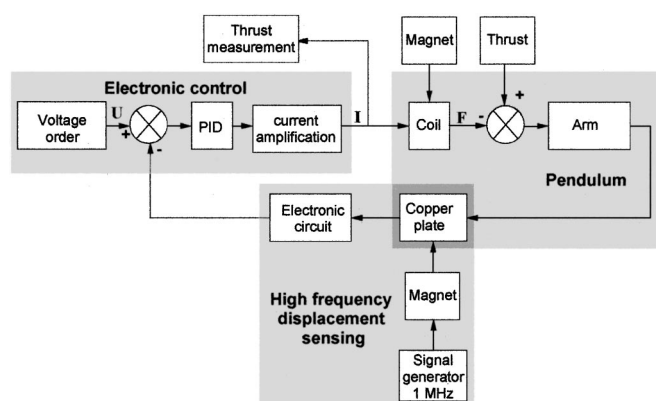 Thrust
measurement
Magnet
Thrust
Electronic control
Voltage
order
U
+
-
PID
current
amplification
I
Coil
F
-
+
Arm
Pendulum
Electronic
circuit
Copper
plate
High frequency
displacement
sensing
Magnet
Signal
generator
1 MHz